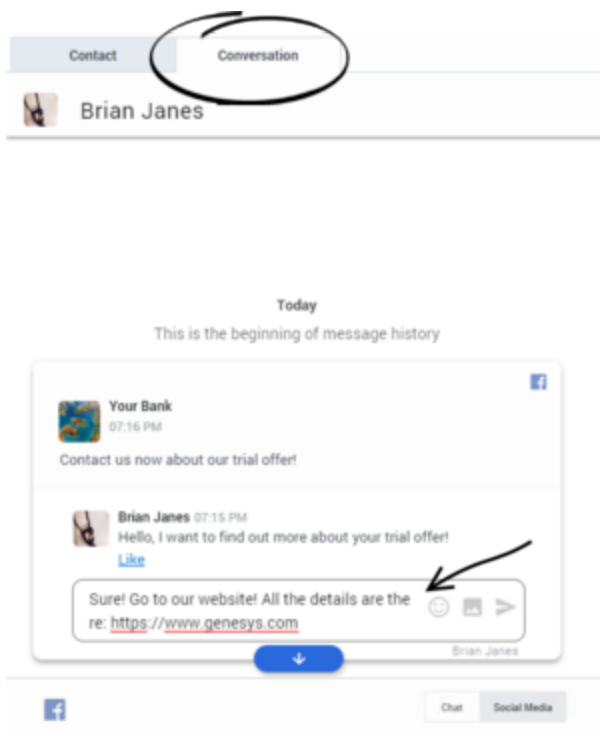 Contact
Conversation
Brian Janes
Today
This is the beginning of message history
Your Bank
07:16 PM
Contact us now about our trial offer!
Brian Janes 07:15 PM
Hello, I want to find out more about your trial offer!
Like
Sure! Go to our website! All the details are the
re: https://www.genesys.com
Brian Janes
Chat
Social Media